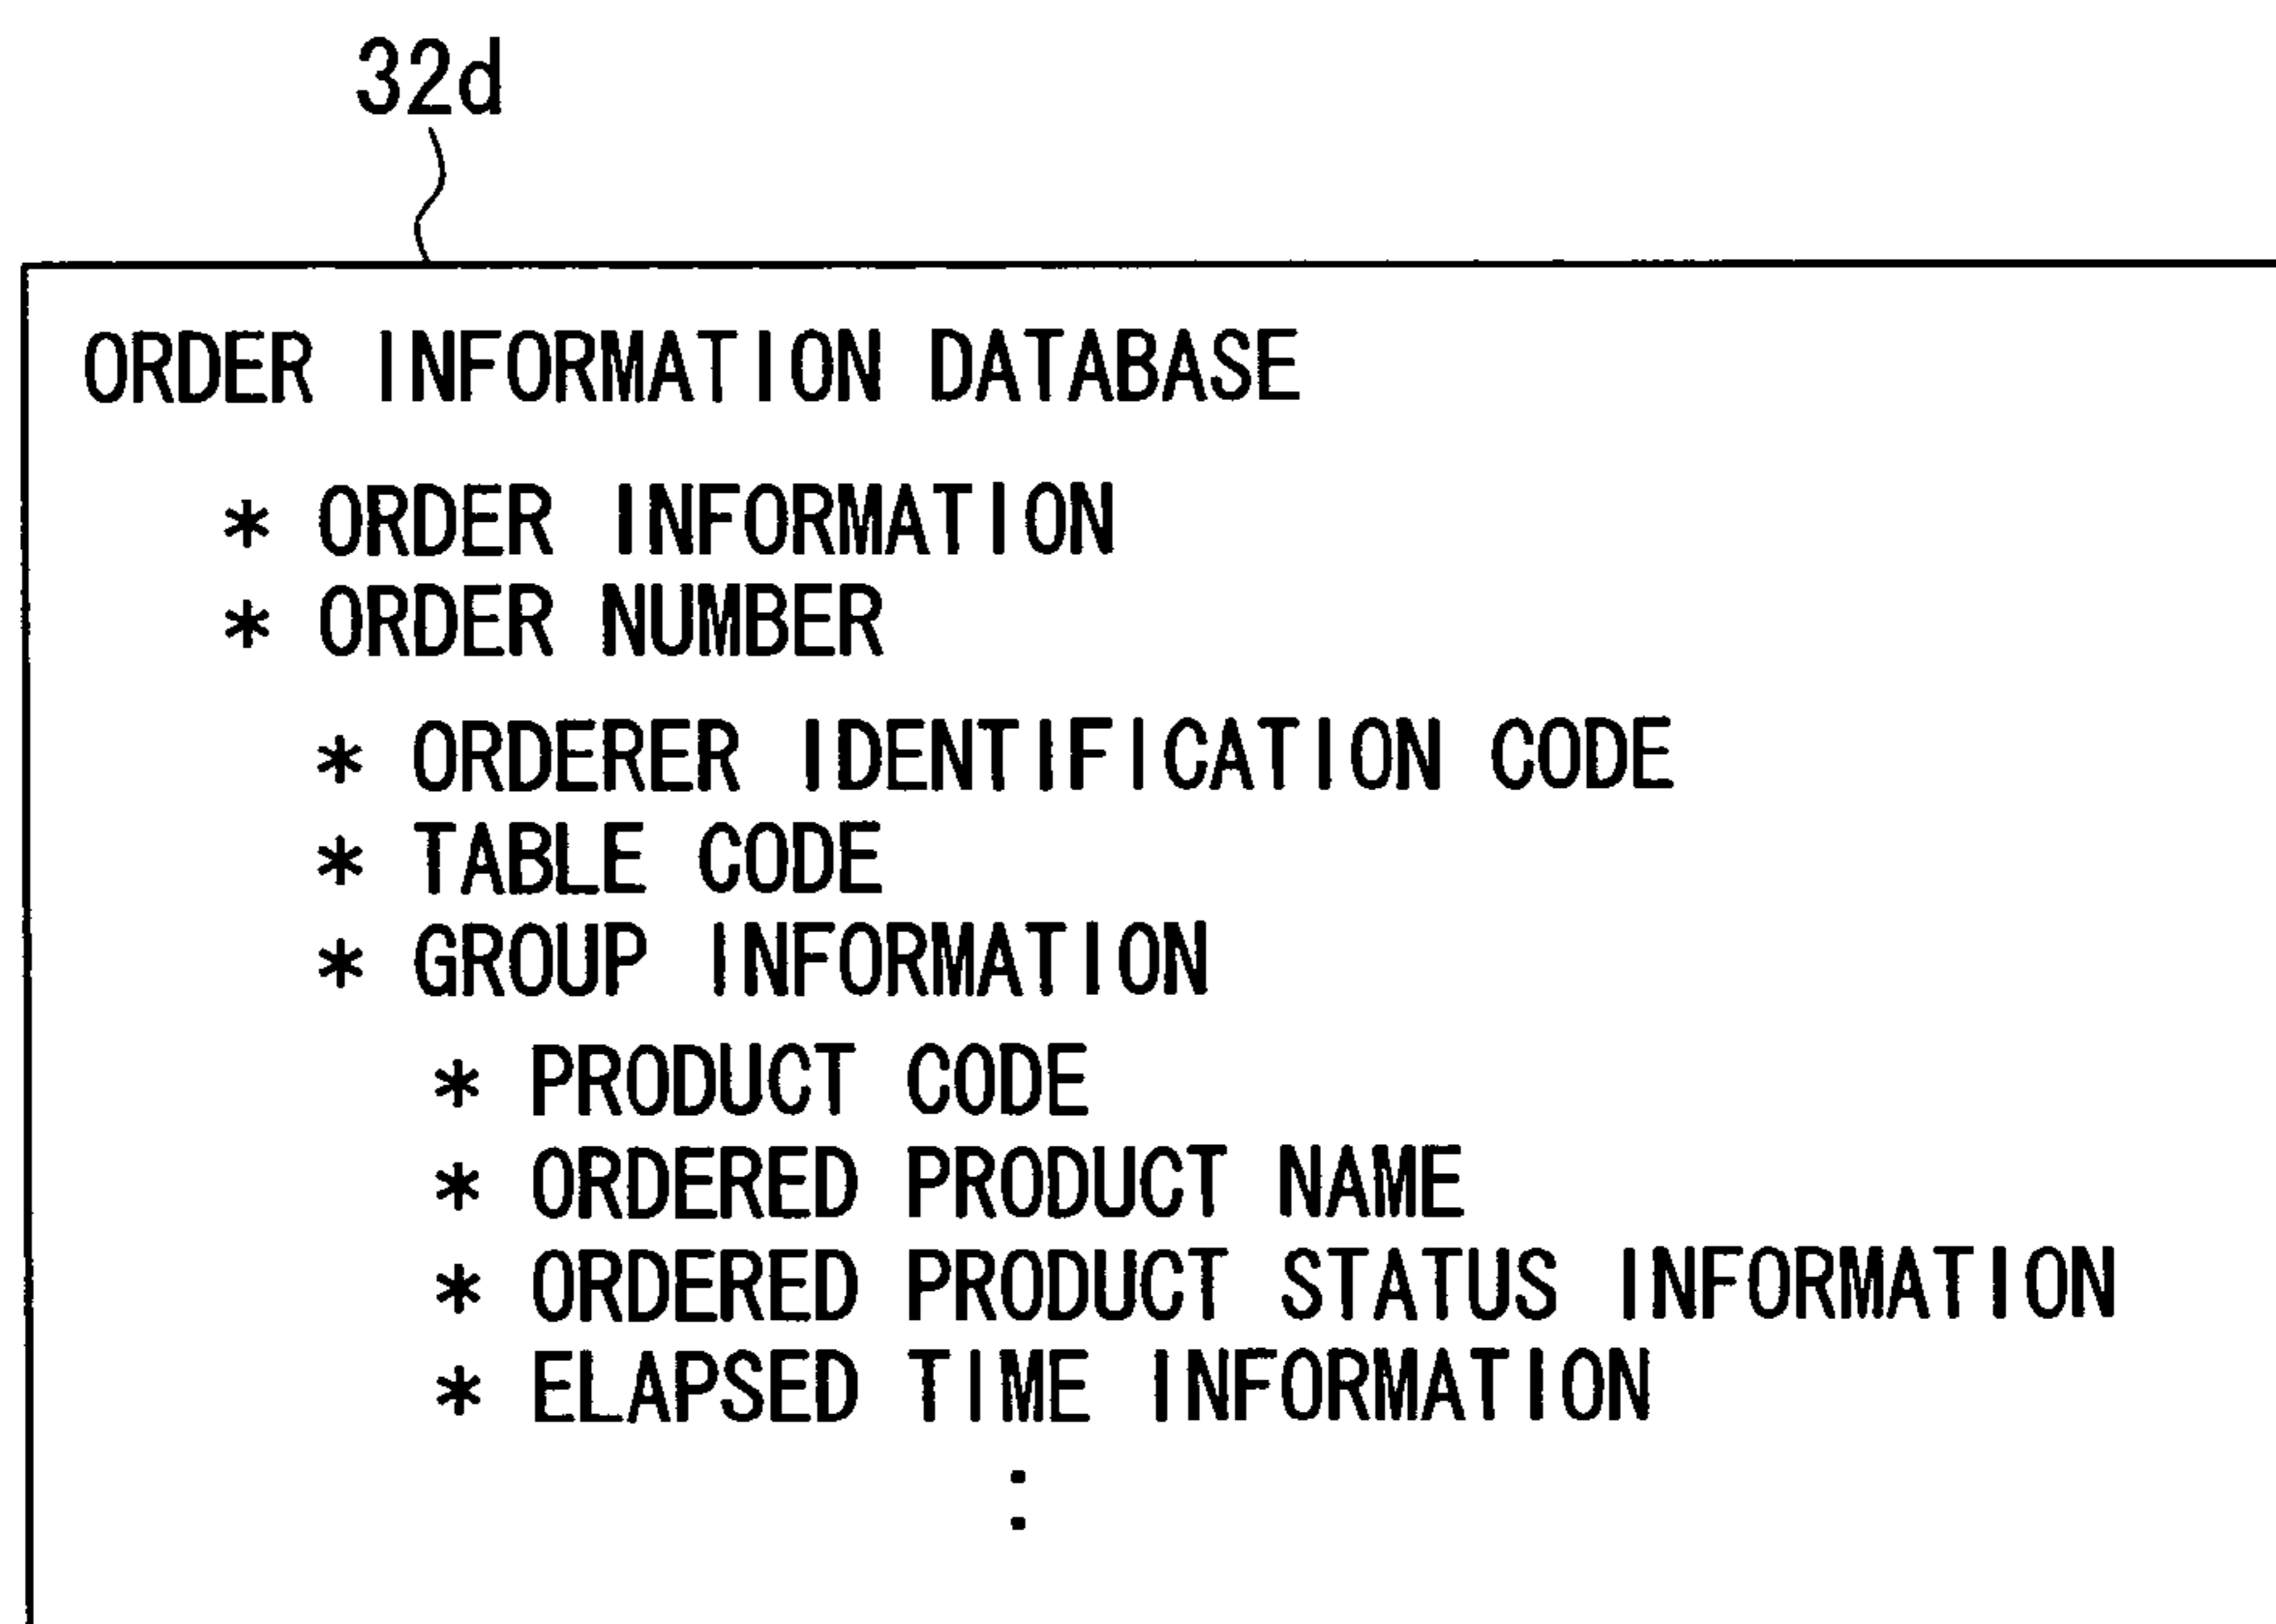 32d
ORDER INFORMATION DATABASE
* ORDER INFORMATION
* ORDER NUMBER
* ORDERER IDENTIFICATION CODE
* TABLE CODE
* GROUP INFORMATION
* PRODUCT CODE
* ORDERED PRODUCT NAME
* ORDERED PRODUCT STATUS INFORMATION
* ELAPSED TIME INFORMATION
: